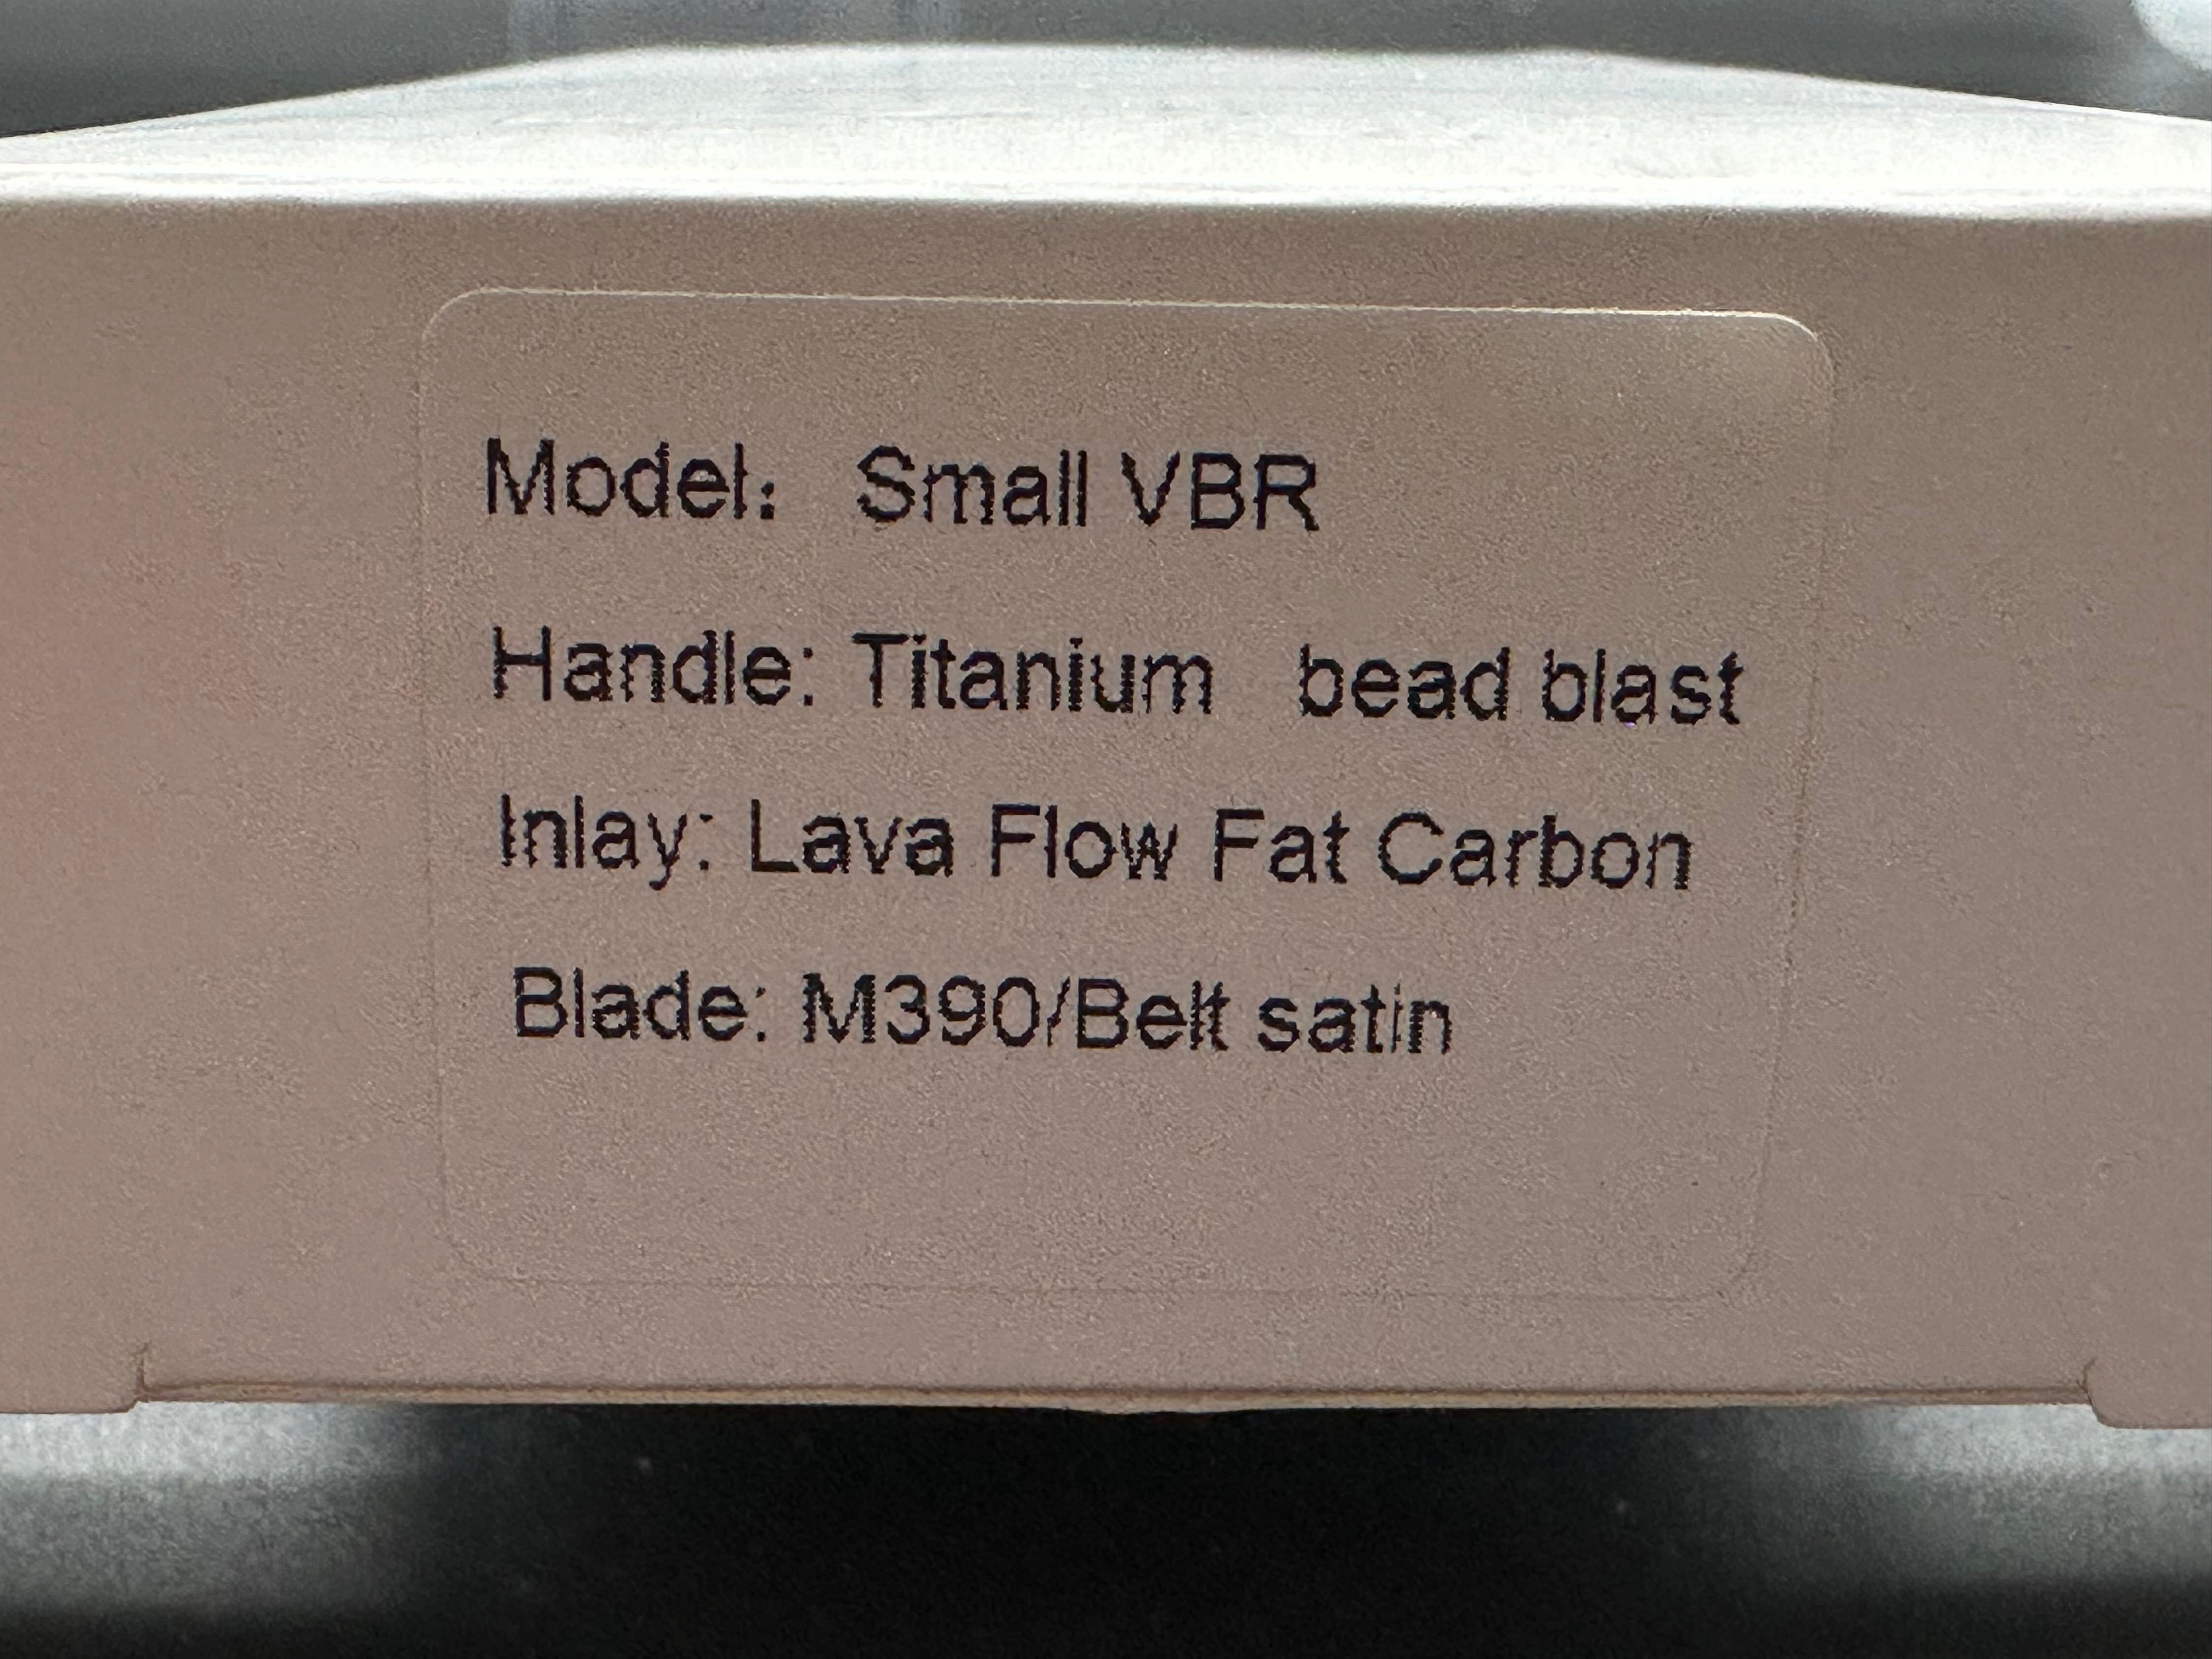 Model: Small VBR
Handle: Titanium bead blast
Inlay: Lava Flow Fat Carbon
Blade: M390/Belt satin